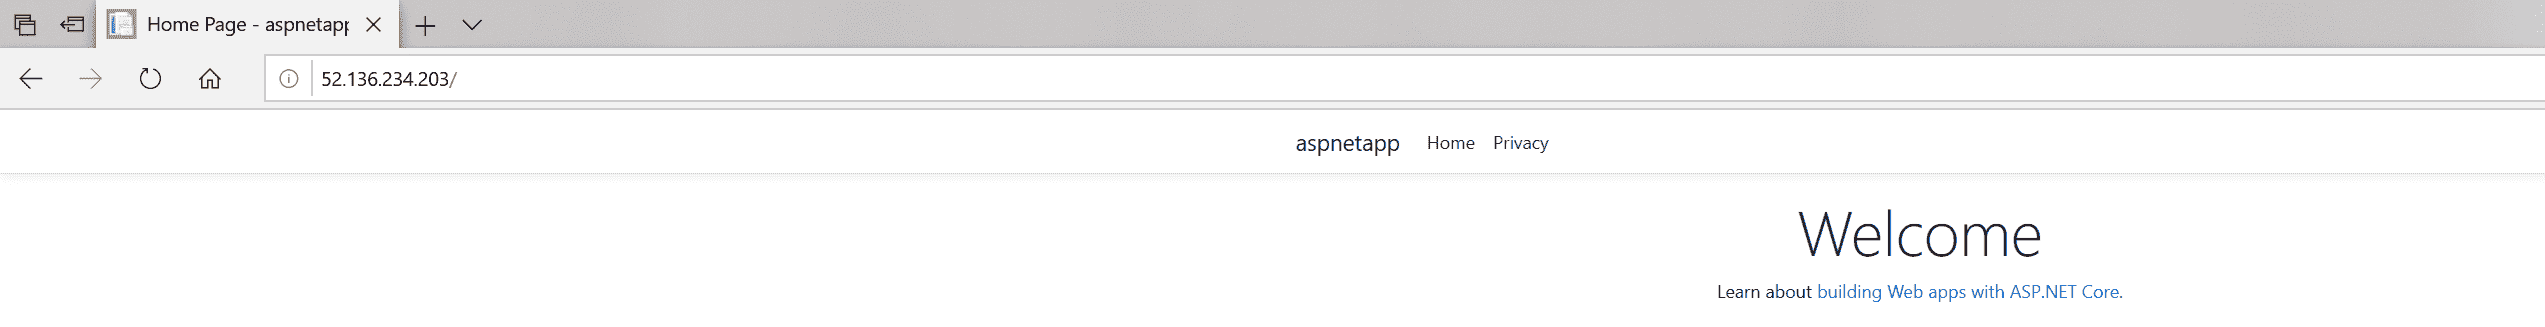 Home Page - aspnetapp
52.136.234.203/
aspnetapp Home Privacy
Welcome
Learn about building Web apps with ASP.NET Core.